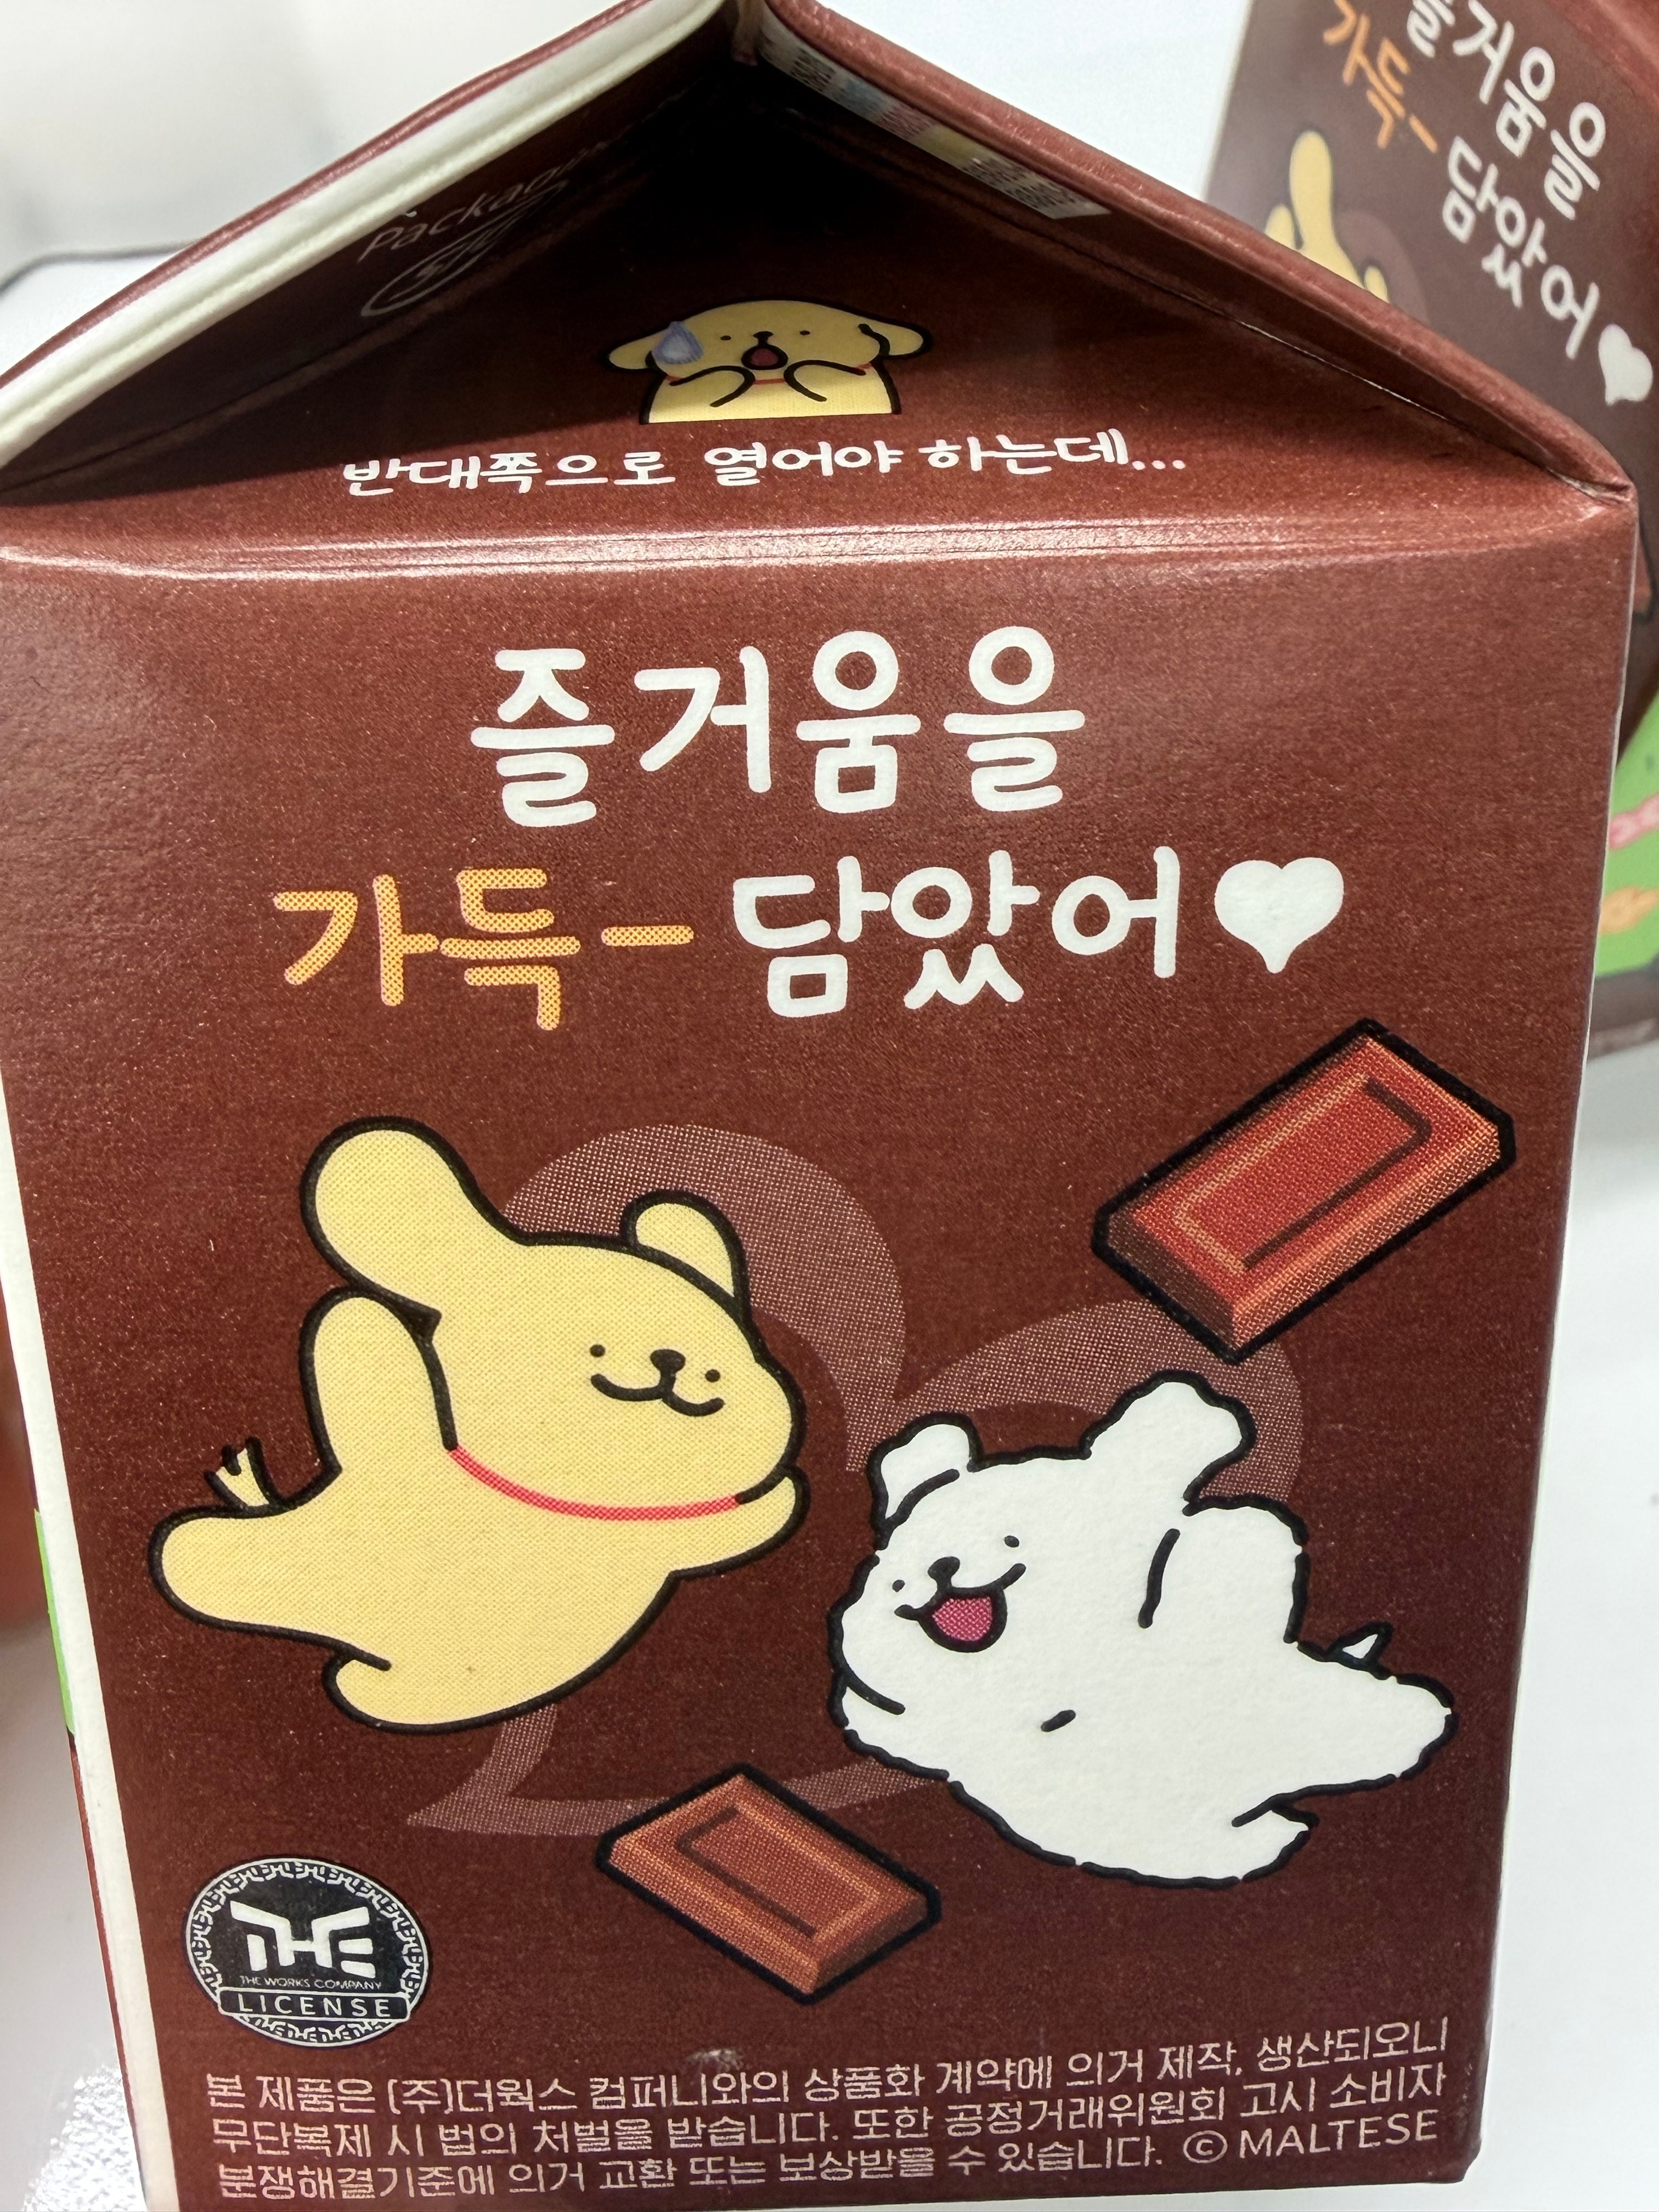 Packaging
반대쪽으로 열어야 하는데...
즐거움을
가득- 담았어♥
THE
THE WORKS COMPANY
LICENSE
본 제품은 (주)더웍스 컴퍼니와의 상품화 계약에 의거 제작, 생산되오니
무단복제 시 법의 처벌을 받습니다. 또한 공정거래위원회 고시 소비자
분쟁해결기준에 의거 교환 또는 보상받을 수 있습니다. ©MALTESE
즐거움을
가득- 담았어♥